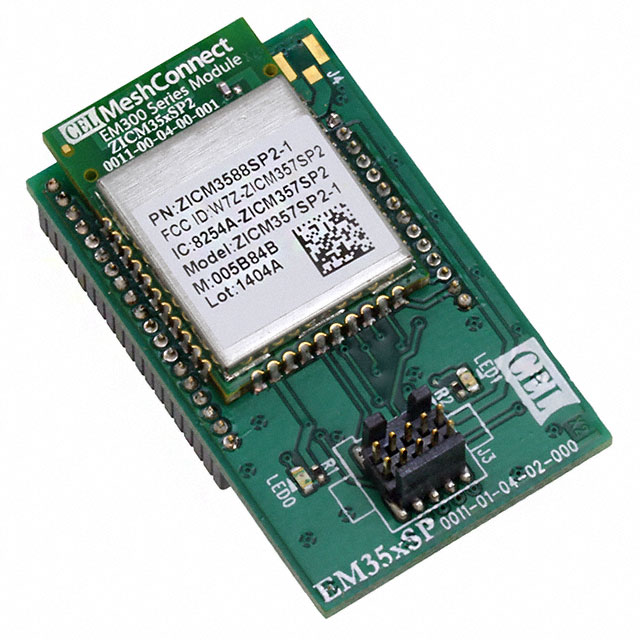 CEL MeshConnect
EM300 Series Module
ZICM35xSP2
0011-00-04-00-001
J4
PN:ZICM3588SP2-1
FCC ID:W7Z-ZICM357SP2
IC:8254A-ZICM357SP2
Model:ZICM357SP2-1
M:005B84B
Lot:1404A
LED1
CEL
R2
R1
J3
LED0
EM35xSP 0011-01-04-02-000